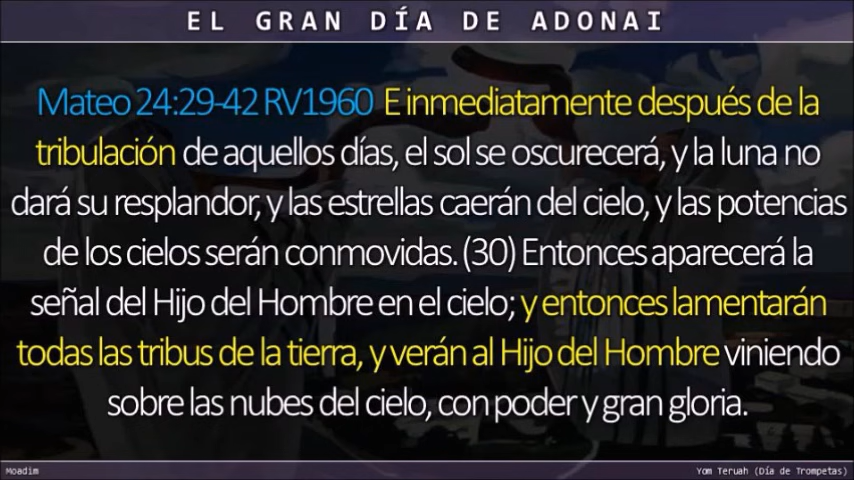 EL GRAN DÍA DE ADONAI
Mateo 24:29-42 RV1960 E inmediatamente después de la
tribulación de aquellos días, el sol se oscurecerá, y la luna no
dará su resplandor, y las estrellas caerán del cielo, y las potencias
de los cielos serán conmovidas. (30) Entonces aparecerá la
señal del Hijo del Hombre en el cielo; y entonces lamentarán
todas las tribus de la tierra, y verán al Hijo del Hombre viniendo
sobre las nubes del cielo, con poder y gran gloria.
Moadim
Yom Teruah (Día de Trompetas)